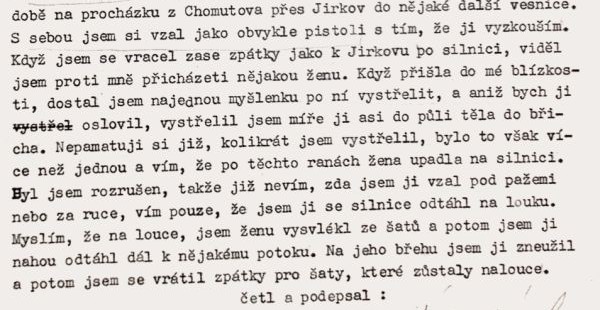 době na procházku z Chomutova přes Jirkov do nějaké další vesnice.
S sebou jsem si vzal jako obvykle pistoli s tím, že ji vyzkouším.
Když jsem se vracel zase zpátky jako k Jirkovu po silnici, viděl
jsem proti mně přicházeti nějakou ženu. Když přišla do mé blízkos-
ti, dostal jsem najednou myšlenku po ní vystřelit, a aniž bych ji
vystřel oslovil, vystřelil jsem míře ji asi do půli těla do bři-
cha. Nepamatuji si již, kolikrát jsem vystřelil, bylo to však ví-
ce než jednou a vím, že po těchto ranách žena upadla na silnici.
Byl jsem rozrušen, takže již nevím, zda jsem ji vzal pod pažemi
nebo za ruce, vím pouze, že jsem ji se silnice odtáhl na louku.
Myslím, že na louce, jsem ženu vysvlékl ze šatů a potom jsem ji
nahou odtáhl dál k nějakému potoku. Na jeho břehu jsem ji zneužil
a potom jsem se vrátil zpátky pro šaty, které zůstaly nalouce.
četl a podepsal :